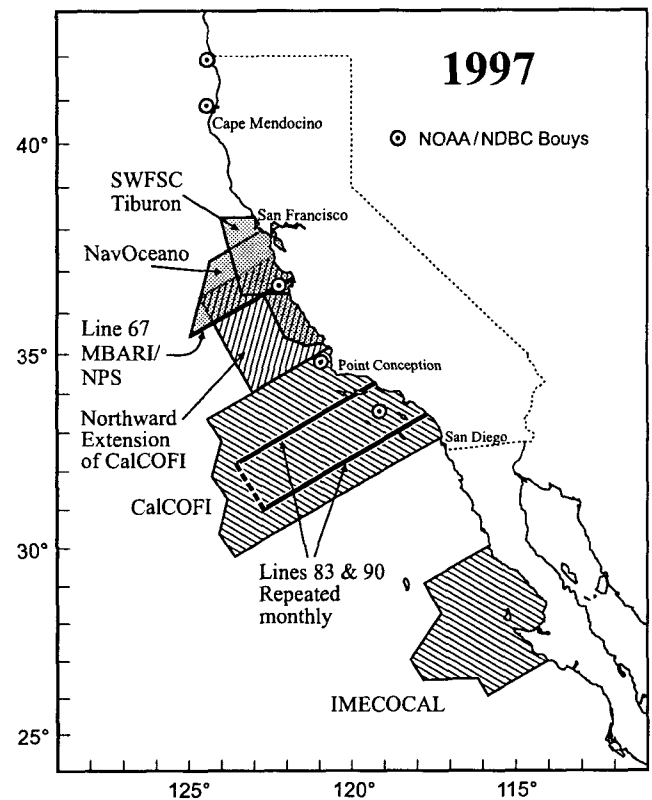 1997
NOAA/NDBC Bouys
Cape Mendocino
40°
SWFSC
Tiburon
San Francisco
NavOceano
Line 67
MBARI/
NPS
35°
Point Conception
Northward
Extension
of CalCOFI
San Diego
CalCOFI
30°
Lines 83 & 90
Repeated
monthly
IMECOCAL
25°
125°
120°
115°